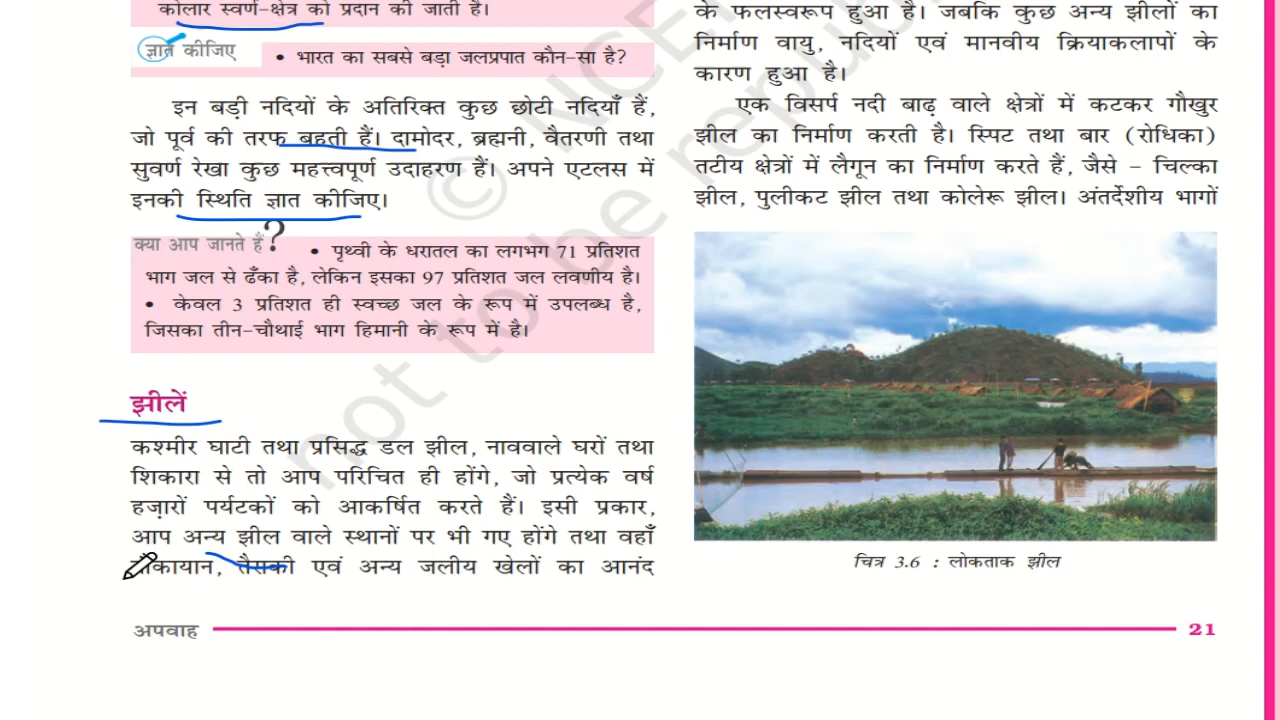 कोलार स्वर्ण-क्षेत्र को प्रदान की जाती है।
ज्ञात कीजिए
• भारत का सबसे बड़ा जलप्रपात कौन-सा है?
इन बड़ी नदियों के अतिरिक्त कुछ छोटी नदियाँ हैं,
जो पूर्व की तरफ बहती हैं। दामोदर, ब्रह्मनी, वैतरणी तथा
सुवर्ण रेखा कुछ महत्त्वपूर्ण उदाहरण हैं। अपने एटलस में
इनकी स्थिति ज्ञात कीजिए।
क्या आप जानते हैं?
• पृथ्वी के धरातल का लगभग 71 प्रतिशत
भाग जल से ढँका है, लेकिन इसका 97 प्रतिशत जल लवणीय है।
• केवल 3 प्रतिशत ही स्वच्छ जल के रूप में उपलब्ध है,
जिसका तीन-चौथाई भाग हिमानी के रूप में है।
झीलें
कश्मीर घाटी तथा प्रसिद्ध डल झील, नाववाले घरों तथा
शिकारा से तो आप परिचित ही होंगे, जो प्रत्येक वर्ष
हज़ारों पर्यटकों को आकर्षित करते हैं। इसी प्रकार,
आप अन्य झील वाले स्थानों पर भी गए होंगे तथा वहाँ
तैसकी एवं अन्य जलीय खेलों का आनंद
के फलस्वरूप हुआ है। जबकि कुछ अन्य झीलों का
निर्माण वायु, नदियों एवं मानवीय क्रियाकलापों के
कारण हुआ है।
एक विसर्प नदी बाढ़ वाले क्षेत्रों में कटकर गौखुर
झील का निर्माण करती है। स्पिट तथा बार (रोधिका)
तटीय क्षेत्रों में लैगून का निर्माण करते हैं, जैसे – चिल्का
झील, पुलीकट झील तथा कोलेरू झील। अंतर्देशीय भागों
चित्र 3.6 : लोकताक झील
अपवाह
21
© NCE
not to be republ